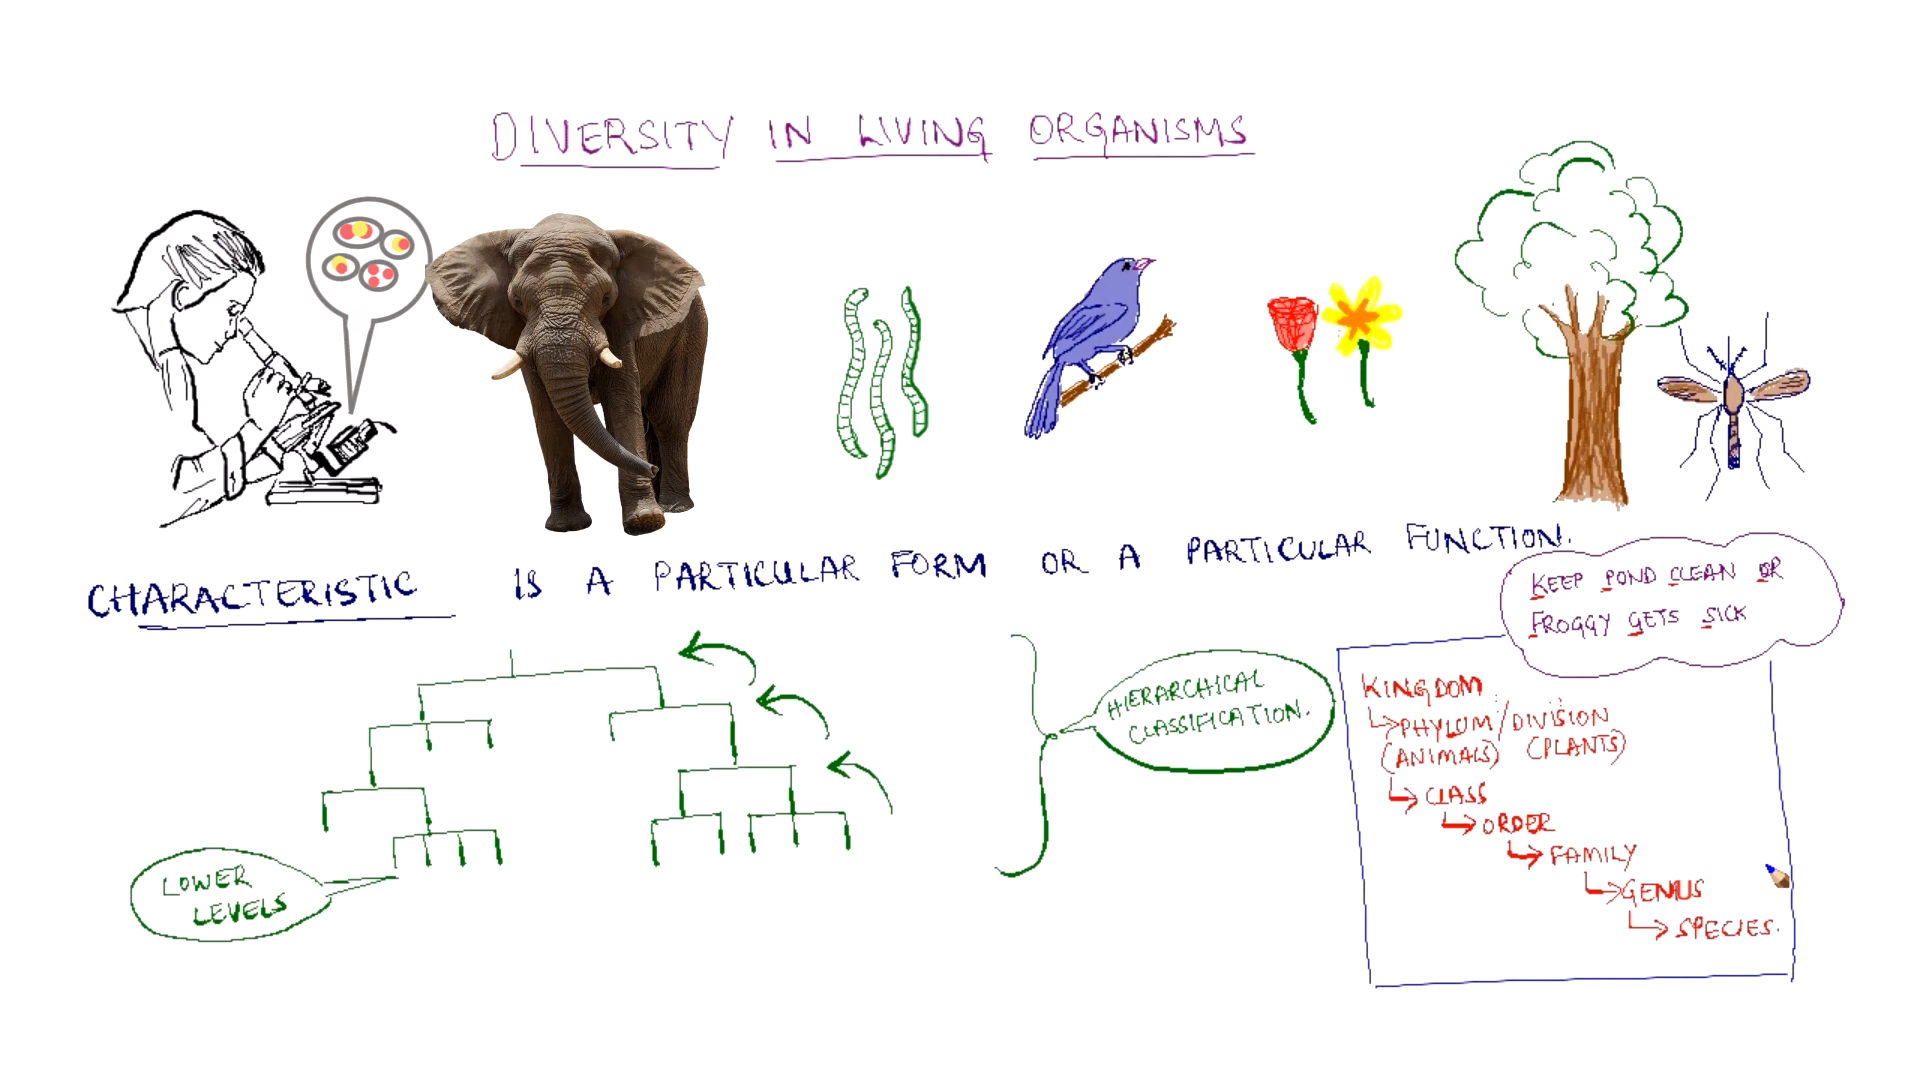 DIVERSITY IN LIVING ORGANISMS
CHARACTERISTIC IS A PARTICULAR FORM OR A PARTICULAR FUNCTION.
KEEP POND CLEAN OR
FROGGY GETS SICK
HIERARCHICAL
CLASSIFICATION.
KINGDOM
PHYLUM/DIVISION
(ANIMALS) (PLANTS)
CLASS
ORDER
FAMILY
GENUS
SPECIES.
LOWER
LEVELS